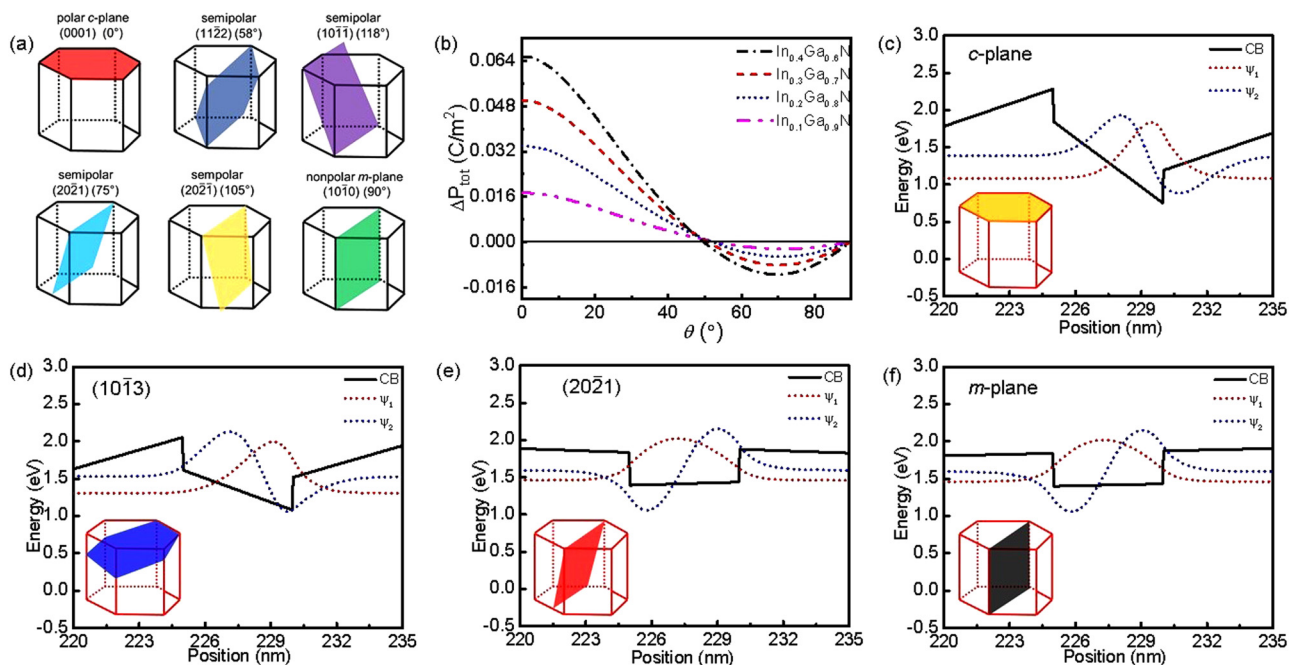 (a)
polar c-plane
(0001) (0°)
semipolar
(112̅2) (58°)
semipolar
(101̅1̅) (118°)
semipolar
(202̅1) (75°)
semipolar
(202̅1̅) (105°)
nonpolar m-plane
(101̅0) (90°)
(b)
0.064
0.048
0.032
0.016
0.000
-0.016
ΔPtot (C/m²)
In0.4Ga0.6N
In0.3Ga0.7N
In0.2Ga0.8N
In0.1Ga0.9N
0 20 40 60 80
θ (°)
(c)
c-plane
CB
ψ1
ψ2
3.0
2.5
2.0
1.5
1.0
0.5
0.0
-0.5
Energy (eV)
220 223 226 229 232 235
Position (nm)
(d)
(101̅3)
CB
ψ1
ψ2
3.0
2.5
2.0
1.5
1.0
0.5
0.0
-0.5
Energy (eV)
220 223 226 229 232 235
Position (nm)
(e)
(202̅1)
CB
ψ1
ψ2
3.0
2.5
2.0
1.5
1.0
0.5
0.0
-0.5
Energy (eV)
220 223 226 229 232 235
Position (nm)
(f)
m-plane
CB
ψ1
ψ2
3.0
2.5
2.0
1.5
1.0
0.5
0.0
-0.5
Energy (eV)
220 223 226 229 232 235
Position (nm)